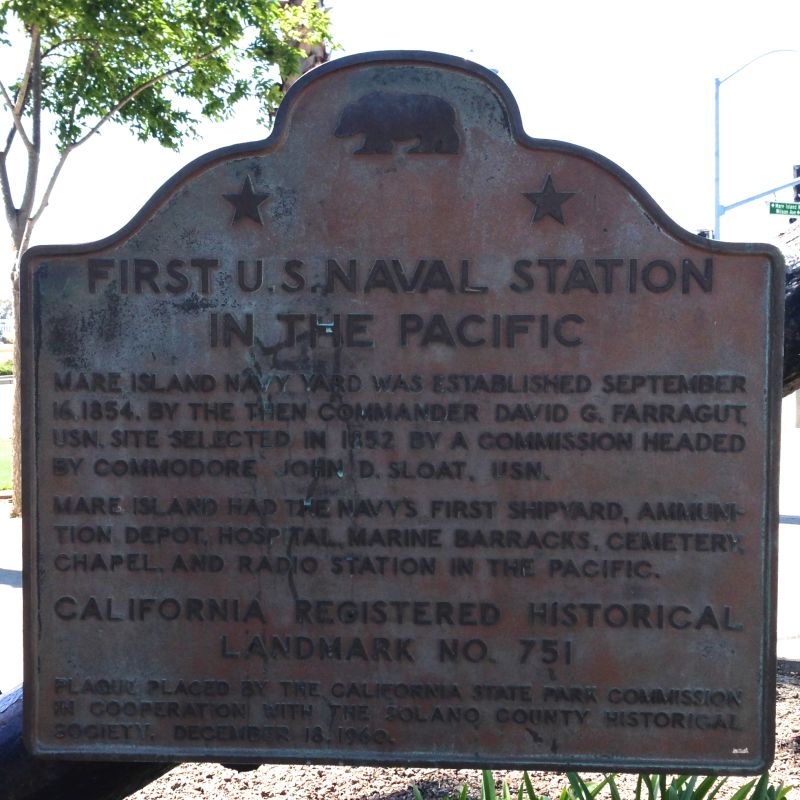 FIRST U.S. NAVAL STATION
IN THE PACIFIC
MARE ISLAND NAVY YARD WAS ESTABLISHED SEPTEMBER
16, 1854. BY THE THEN COMMANDER DAVID G. FARRAGUT,
USN. SITE SELECTED IN 1852 BY A COMMISSION HEADED
BY COMMODORE JOHN D. SLOAT, USN.
MARE ISLAND HAD THE NAVY'S FIRST SHIPYARD, AMMUNI-
TION DEPOT, HOSPITAL, MARINE BARRACKS, CEMETERY,
CHAPEL, AND RADIO STATION IN THE PACIFIC.
CALIFORNIA REGISTERED HISTORICAL
LANDMARK NO. 751
PLAQUE PLACED BY THE CALIFORNIA STATE PARK COMMISSION
IN COOPERATION WITH THE SOLANO COUNTY HISTORICAL
SOCIETY, DECEMBER 18, 1960.
Mare Island
Wilson Ave